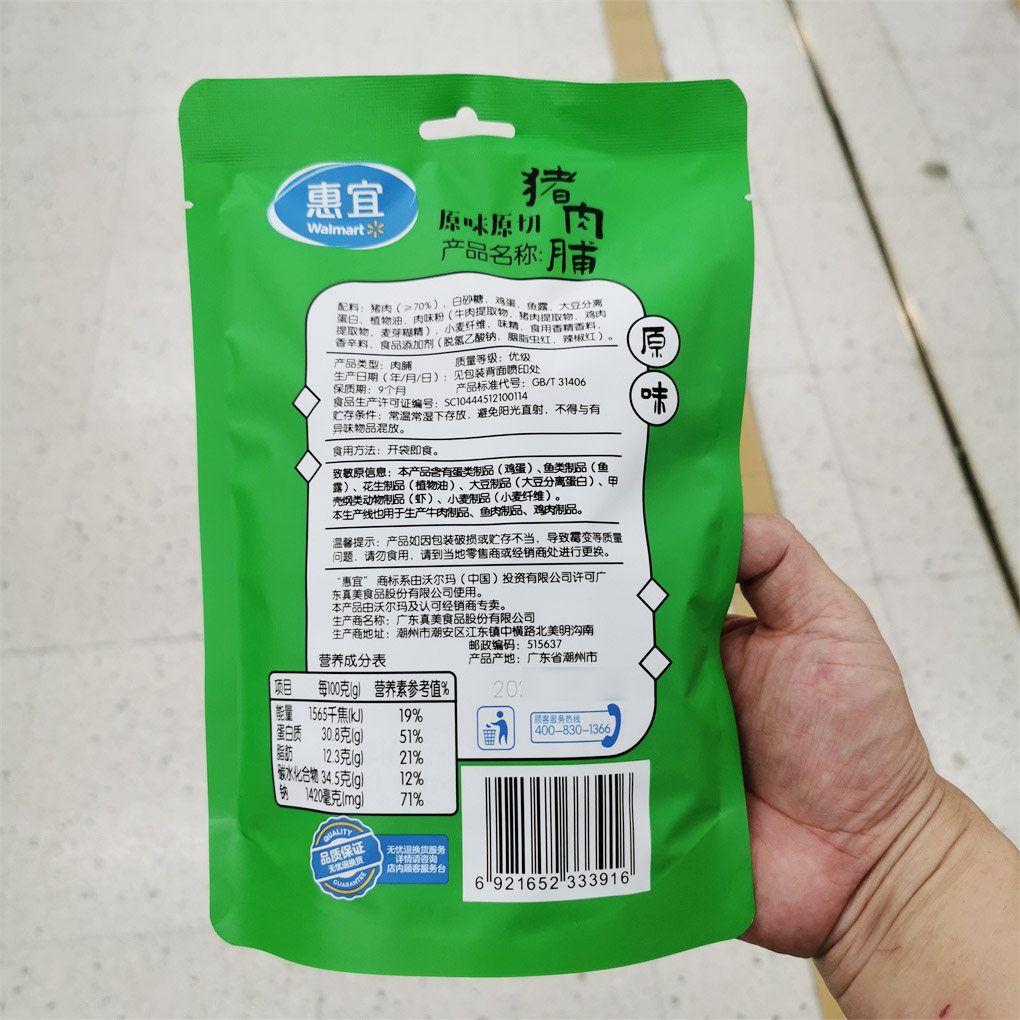 惠宜
Walmart
猪肉脯
原味原切
产品名称:
配料：猪肉（≥70%），白砂糖，鸡蛋，鱼露，大豆分离
蛋白，植物油，肉味粉（牛肉提取物，猪肉提取物，鸡肉
提取物，麦芽糊精），小麦纤维，味精，食用香精香料，
香辛料，食品添加剂（脱氢乙酸钠，胭脂虫红，辣椒红）。
产品类型：肉脯 质量等级：优级
生产日期（年/月/日）：见包装背面喷印处
保质期：9个月 产品标准代号：GB/T 31406
食品生产许可证编号：SC10444512100114
贮存条件：常温常湿下存放，避免阳光直射，不得与有
异味物品混放。
食用方法：开袋即食。
致敏原信息：本产品含有蛋类制品（鸡蛋）、鱼类制品（鱼
露）、花生制品（植物油）、大豆制品（大豆分离蛋白）、甲
壳纲类动物制品（虾）、小麦制品（小麦纤维）。
本生产线也用于生产牛肉制品、鱼肉制品、鸡肉制品。
温馨提示：产品如因包装破损或贮存不当，导致霉变等质量
问题，请勿食用，请到当地零售商或经销商处进行更换。
“惠宜”商标系由沃尔玛（中国）投资有限公司许可广
东真美食品股份有限公司使用。
本产品由沃尔玛及认可经销商专卖。
生产商名称：广东真美食品股份有限公司
生产商地址：潮州市潮安区江东镇中横路北美明沟南
邮政编码：515637
产品产地：广东省潮州市
原
味
营养成分表
项目 每100克(g) 营养素参考值%
能量 1565千焦(kJ) 19%
蛋白质 30.8克(g) 51%
脂肪 12.3克(g) 21%
碳水化合物 34.5克(g) 12%
钠 1420毫克(mg) 71%
202
顾客服务热线
400-830-1366
QUALITY
品质保证
无忧退换货
GUARANTEE
无忧退换货服务
详情请咨询
店内顾客服务台
6 921652 333916